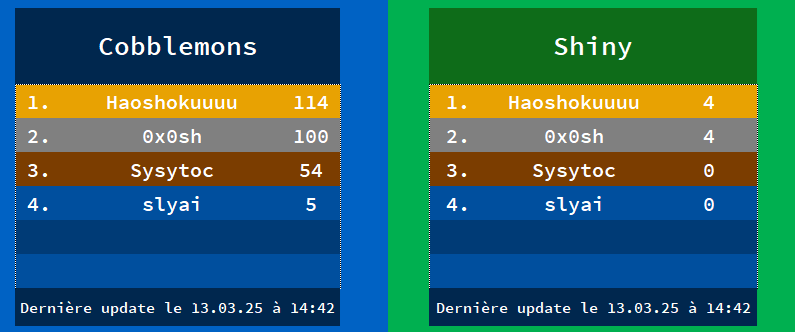 Cobblemons
1. Haoshokuuuu 114
2. 0x0sh 100
3. Sysytoc 54
4. slyai 5
Dernière update le 13.03.25 à 14:42
Shiny
1. Haoshokuuuu 4
2. 0x0sh 4
3. Sysytoc 0
4. slyai 0
Dernière update le 13.03.25 à 14:42